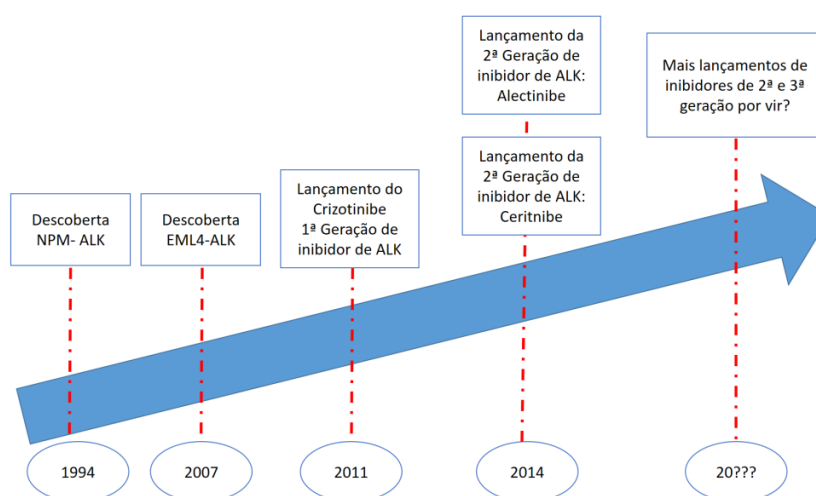 Descoberta
NPM- ALK
Descoberta
EML4-ALK
Lançamento do
Crizotinibe
1ª Geração de
inibidor de ALK
Lançamento da
2ª Geração de
inibidor de ALK:
Alectinibe
Lançamento da
2ª Geração de
inibidor de ALK:
Ceritnibe
Mais lançamentos de
inibidores de 2ª e 3ª
geração por vir?
1994
2007
2011
2014
20???